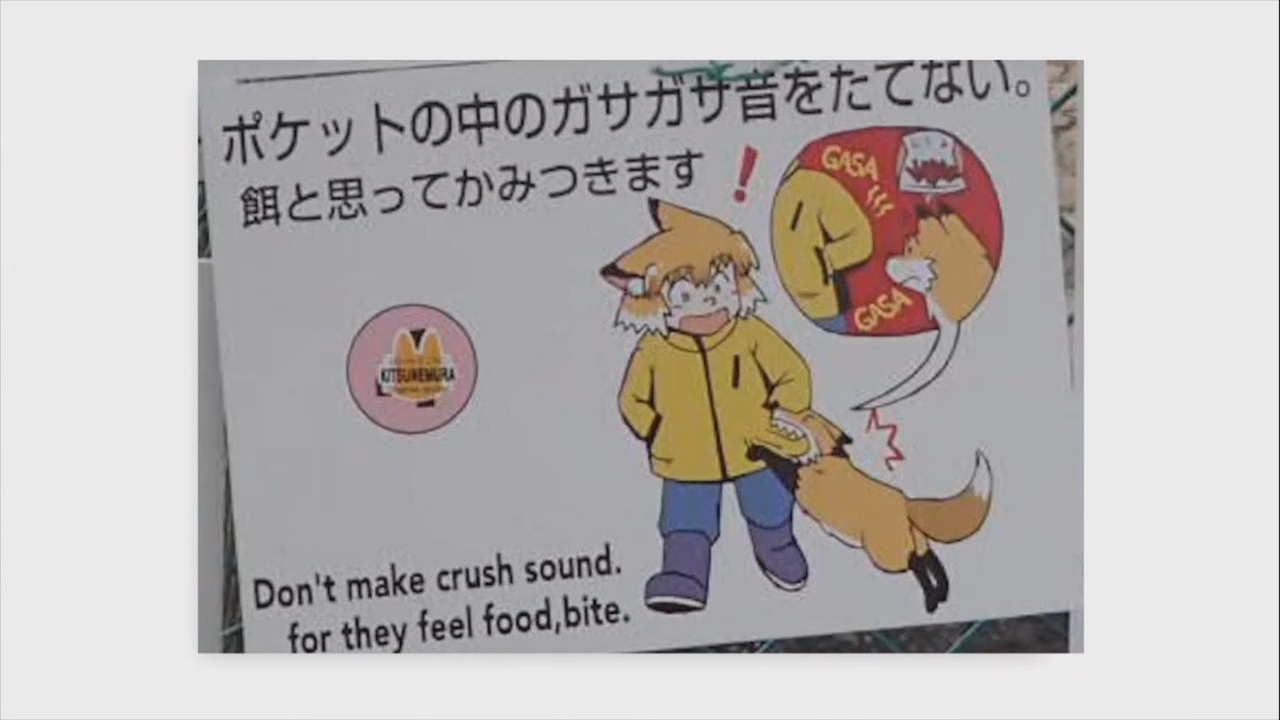 ポケットの中のガサガサ音をたてない。
餌と思ってかみつきます
!
GASA
GASA
KITSUNEMURA
Don't make crush sound.
for they feel food,bite.